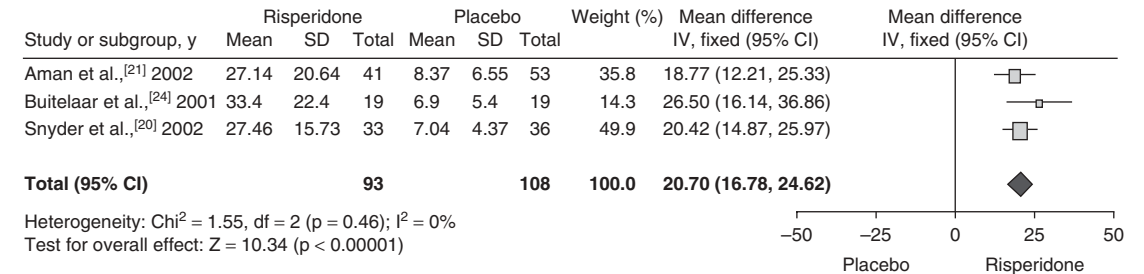 Risperidone Placebo Weight (%) Mean difference Mean difference
Study or subgroup, y Mean SD Total Mean SD Total IV, fixed (95% CI) IV, fixed (95% CI)
Aman et al.,[21] 2002 27.14 20.64 41 8.37 6.55 53 35.8 18.77 (12.21, 25.33)
Buitelaar et al.,[24] 2001 33.4 22.4 19 6.9 5.4 19 14.3 26.50 (16.14, 36.86)
Snyder et al.,[20] 2002 27.46 15.73 33 7.04 4.37 36 49.9 20.42 (14.87, 25.97)
Total (95% CI) 93 108 100.0 20.70 (16.78, 24.62)
Heterogeneity: Chi² = 1.55, df = 2 (p = 0.46); I² = 0%
Test for overall effect: Z = 10.34 (p < 0.00001)
–50 –25 0 25 50
Placebo Risperidone